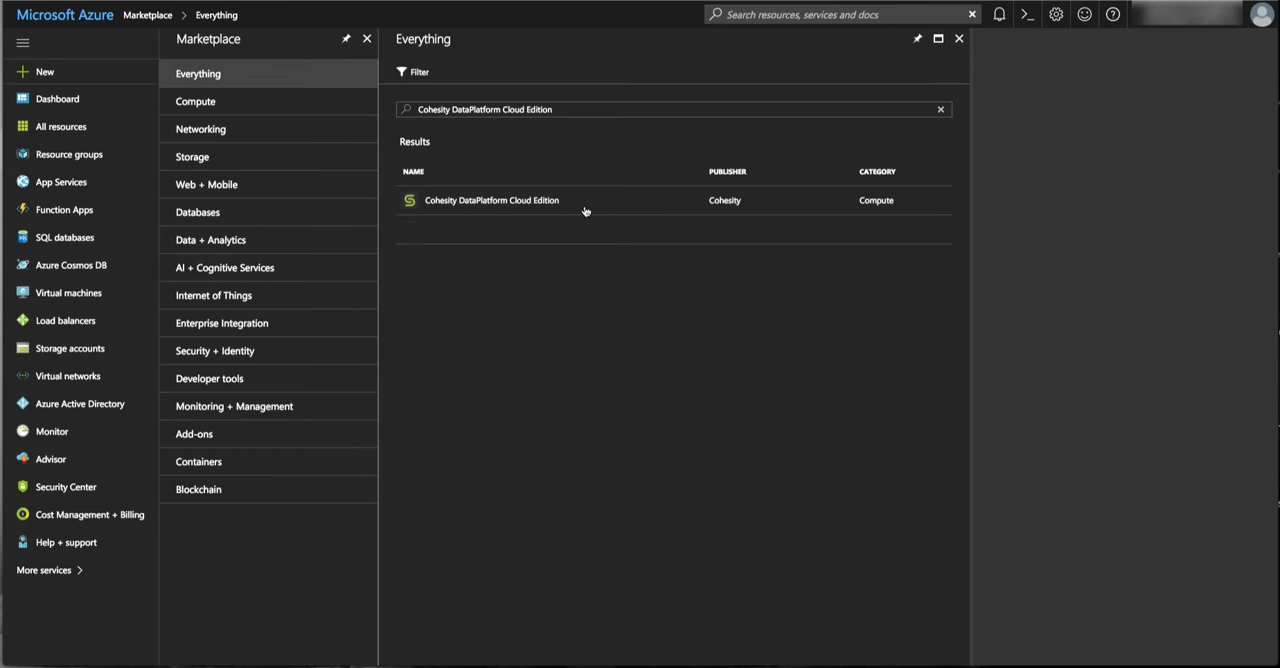 Microsoft Azure Marketplace > Everything
Search resources, services and docs
New
Dashboard
All resources
Resource groups
App Services
Function Apps
SQL databases
Azure Cosmos DB
Virtual machines
Load balancers
Storage accounts
Virtual networks
Azure Active Directory
Monitor
Advisor
Security Center
Cost Management + Billing
Help + support
More services >
Marketplace
Everything
Compute
Networking
Storage
Web + Mobile
Databases
Data + Analytics
AI + Cognitive Services
Internet of Things
Enterprise Integration
Security + Identity
Developer tools
Monitoring + Management
Add-ons
Containers
Blockchain
Everything
Filter
Cohesity DataPlatform Cloud Edition
Results
NAME PUBLISHER CATEGORY
Cohesity DataPlatform Cloud Edition Cohesity Compute